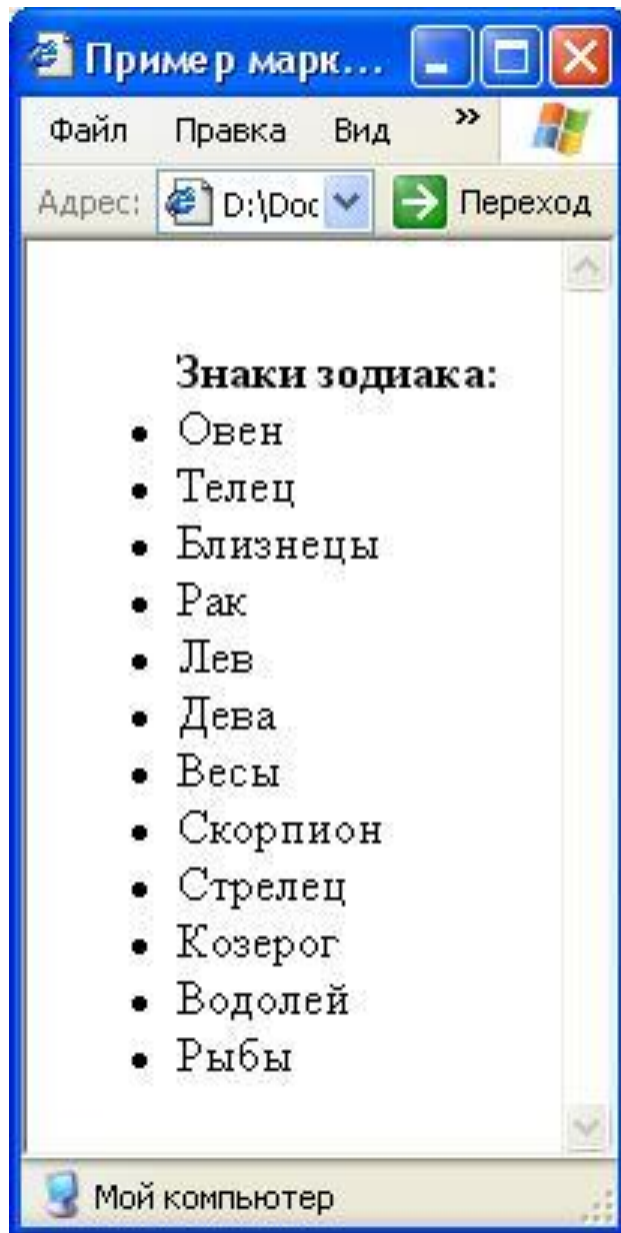 Пример марк...
Файл Правка Вид »
Адрес: D:\Doc Переход
Знаки зодиака:
• Овен
• Телец
• Близнецы
• Рак
• Лев
• Дева
• Весы
• Скорпион
• Стрелец
• Козерог
• Водолей
• Рыбы
Мой компьютер